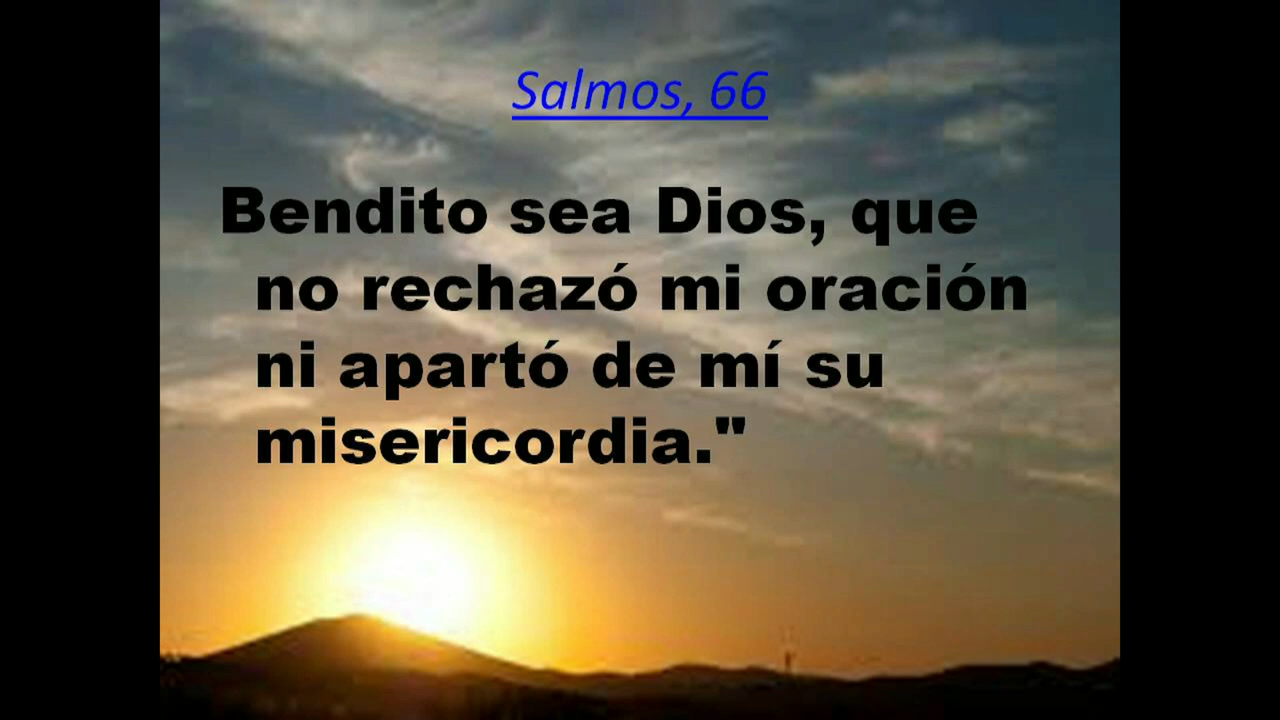 Salmos, 66
Bendito sea Dios, que
no rechazó mi oración
ni apartó de mí su
misericordia."